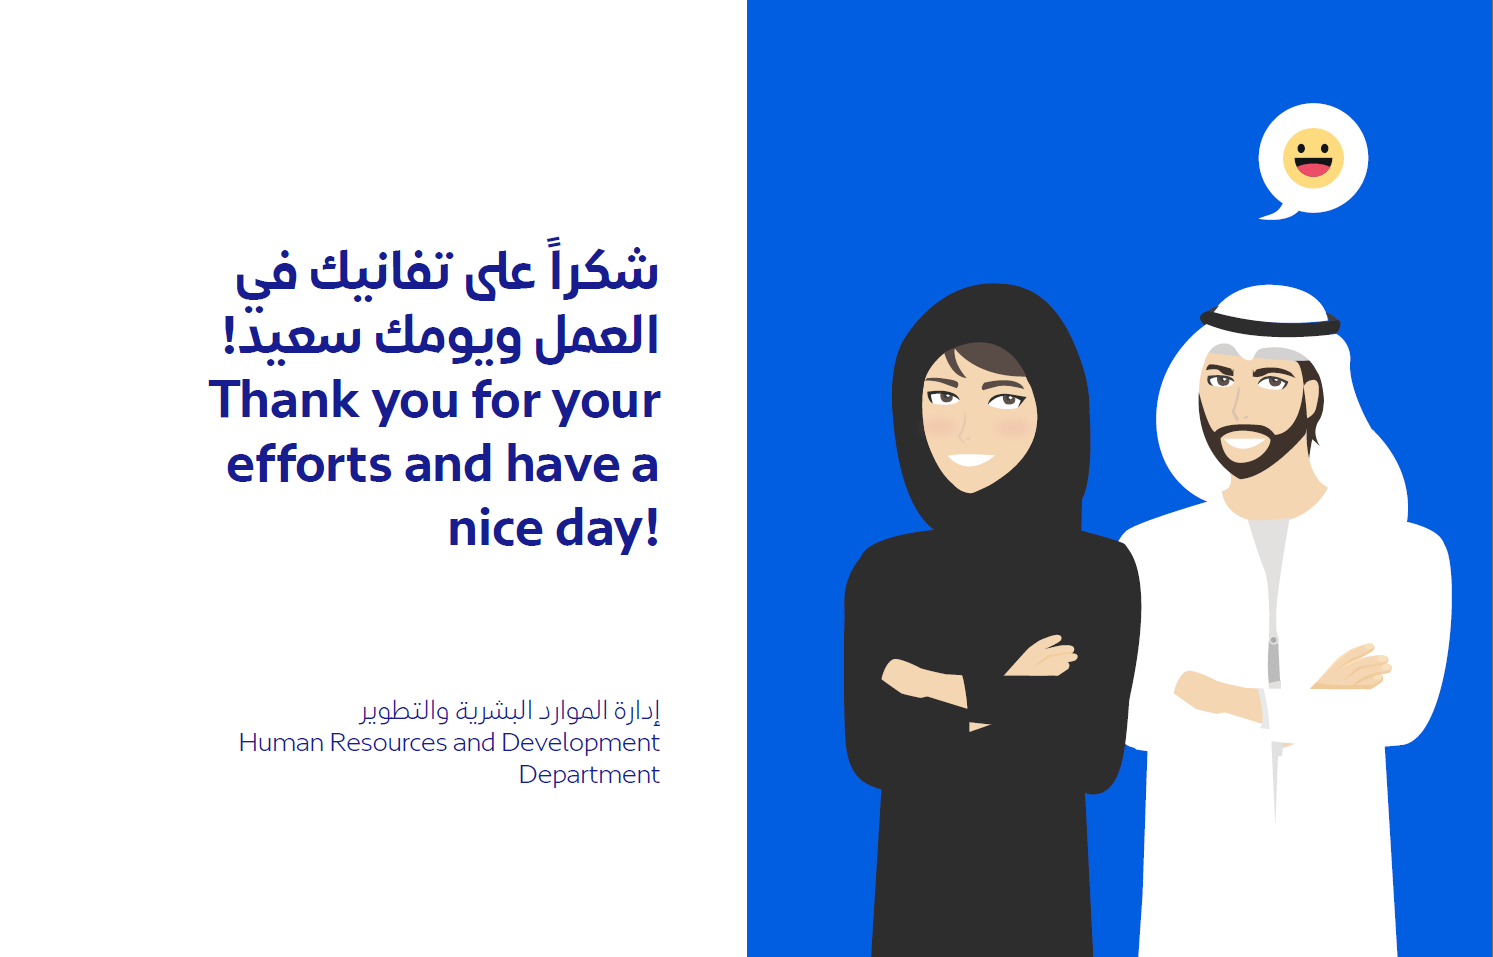 شكراً على تفانيك في
العمل ويومك سعيد!
Thank you for your
efforts and have a
nice day!
إدارة الموارد البشرية والتطوير
Human Resources and Development
Department